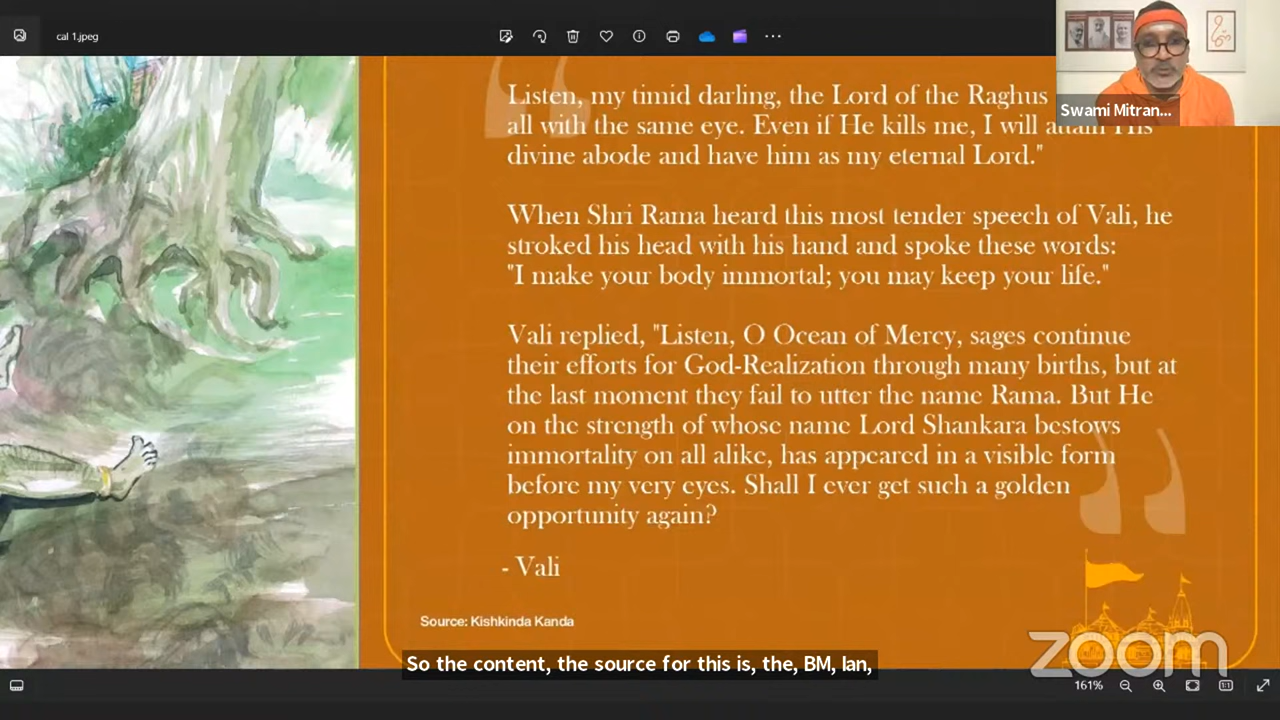 cal 1.jpeg
Swami Mitran...
Listen, my timid darling, the Lord of the Raghus
all with the same eye. Even if He kills me, I will attain His
divine abode and have him as my eternal Lord."
When Shri Rama heard this most tender speech of Vali, he
stroked his head with his hand and spoke these words:
"I make your body immortal; you may keep your life."
Vali replied, "Listen, O Ocean of Mercy, sages continue
their efforts for God-Realization through many births, but at
the last moment they fail to utter the name Rama. But He
on the strength of whose name Lord Shankara bestows
immortality on all alike, has appeared in a visible form
before my very eyes. Shall I ever get such a golden
opportunity again?
- Vali
Source: Kishkinda Kanda
zoom
So the content, the source for this is, the, BM, Ian,
161%
1:1